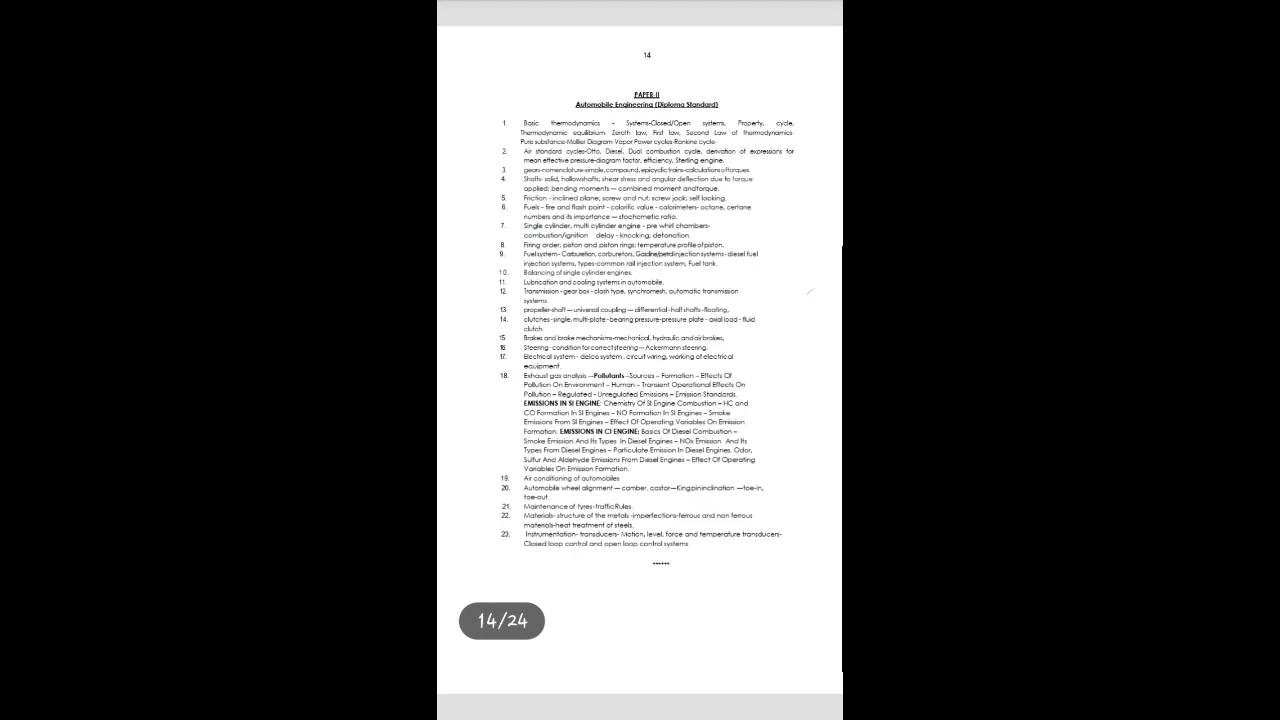 14
PAPER-II
Automobile Engineering (Diploma Standard)
1. Basic thermodynamics - Systems-Closed/Open systems, Property, cycle,
Thermodynamic equilibrium- Zeroth law, First law, Second Law of thermodynamics-
Pure substance-Mollier Diagram-Vapor Power cycles-Rankine cycle-
2. Air standard cycles-Otto, Diesel, Dual combustion cycle, derivation of expressions for
mean effective pressure-diagram factor, efficiency, Sterling engine.
3. gears-nomenclature-simple,compound, epicyclic trains-calculations of torques.
4. Shafts- solid, hollowshafts; shear stress and angular deflection due to torque
applied; bending moments — combined moment andtorque.
5. Friction - inclined plane; screw and nut; screw jack; self locking.
6. Fuels - fire and flash point - calorific value - calorimeters- octane, certane
numbers and its importance — stochometic ratio.
7. Single cylinder, multi cylinder engine - pre whirl chambers-
combustion/ignition delay - knocking, detonation.
8. Firing order; piston and piston rings; temperature profile of piston.
9. Fuel system - Carburetion, carburetors, Gasoline/petrol injection systems - diesel fuel
injection systems, types-common rail injection system, Fuel tank.
10. Balancing of single cylinder engines.
11. Lubrication and cooling systems in automobile.
12. Transmission - gear box - clash type, synchromesh, automatic transmission
systems.
13. propeller-shaft — universal coupling — differential - half shafts - floating,
14. clutches -single, multi-plate -bearing pressure-pressure plate - axial load - fluid
clutch.
15 Brakes and brake mechanisms-mechanical, hydraulic and air brakes,
16. Steering - condition for correct steering — Ackermann steering.
17. Electrical system - delco system , circuit wiring, working of electrical
equipment.
18. Exhaust gas analysis —Pollutants –Sources – Formation – Effects Of
Pollution On Environment – Human – Transient Operational Effects On
Pollution – Regulated - Unregulated Emissions – Emission Standards.
EMISSIONS IN SI ENGINE: Chemistry Of SI Engine Combustion – HC and
CO Formation In SI Engines – NO Formation In SI Engines – Smoke
Emissions From SI Engines – Effect Of Operating Variables On Emission
Formation. EMISSIONS IN CI ENGINE: Basics Of Diesel Combustion –
Smoke Emission And Its Types In Diesel Engines – NOx Emission And Its
Types From Diesel Engines – Particulate Emission In Diesel Engines. Odor,
Sulfur And Aldehyde Emissions From Diesel Engines – Effect Of Operating
Variables On Emission Formation.
19. Air conditioning of automobiles
20. Automobile wheel alignment — camber, castor—Kingpin inclination —toe-in,
toe-out.
21. Maintenance of tyres-traffic Rules.
22. Materials- structure of the metals -imperfections-ferrous and non ferrous
materials-heat treatment of steels.
23. Instrumentation- transducers- Motion, level, force and temperature transducers-
Closed loop control and open loop control systems
******
14/24